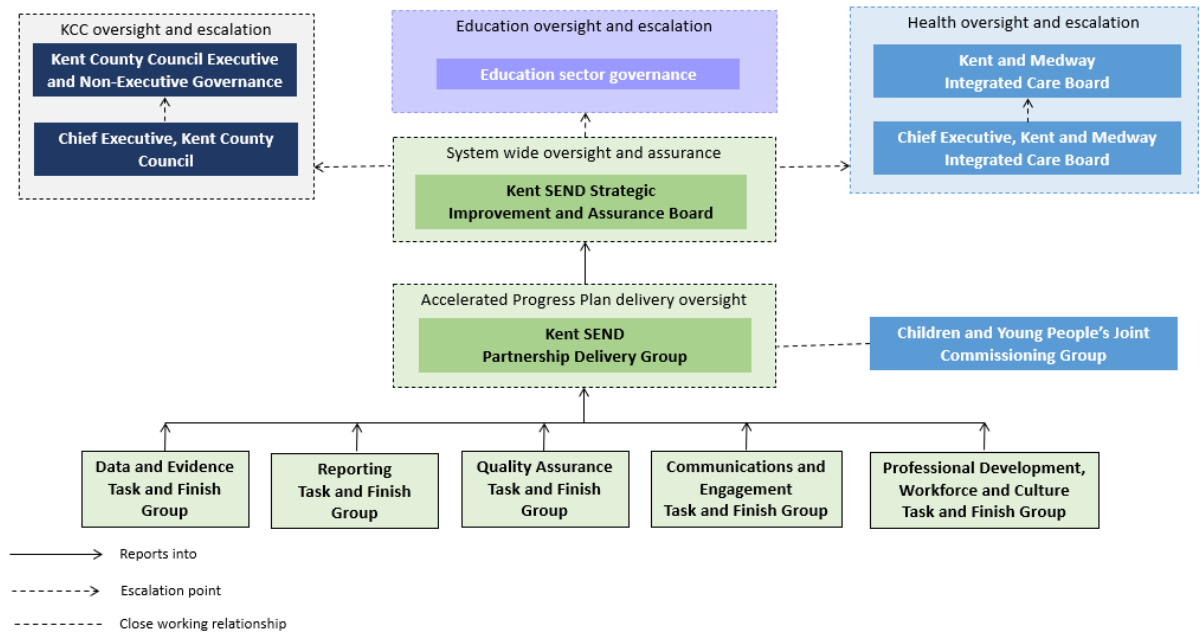 KCC oversight and escalation
Kent County Council Executive
and Non-Executive Governance
Chief Executive, Kent County
Council
Education oversight and escalation
Education sector governance
Health oversight and escalation
Kent and Medway
Integrated Care Board
Chief Executive, Kent and Medway
Integrated Care Board
System wide oversight and assurance
Kent SEND Strategic
Improvement and Assurance Board
Accelerated Progress Plan delivery oversight
Kent SEND
Partnership Delivery Group
Children and Young People’s Joint
Commissioning Group
Data and Evidence
Task and Finish
Group
Reporting
Task and Finish
Group
Quality Assurance
Task and Finish
Group
Communications and
Engagement
Task and Finish Group
Professional Development,
Workforce and Culture
Task and Finish Group
Reports into
Escalation point
Close working relationship